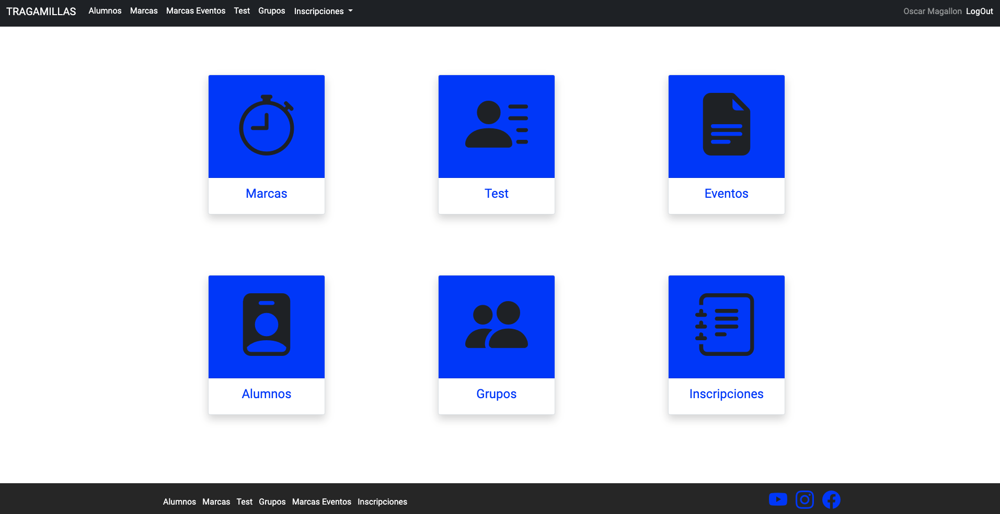 TRAGAMILLAS Alumnos Marcas Marcas Eventos Test Grupos Inscripciones Oscar Magallon LogOut
Marcas Test Eventos
Alumnos Grupos Inscripciones
Alumnos Marcas Test Grupos Marcas Eventos Inscripciones